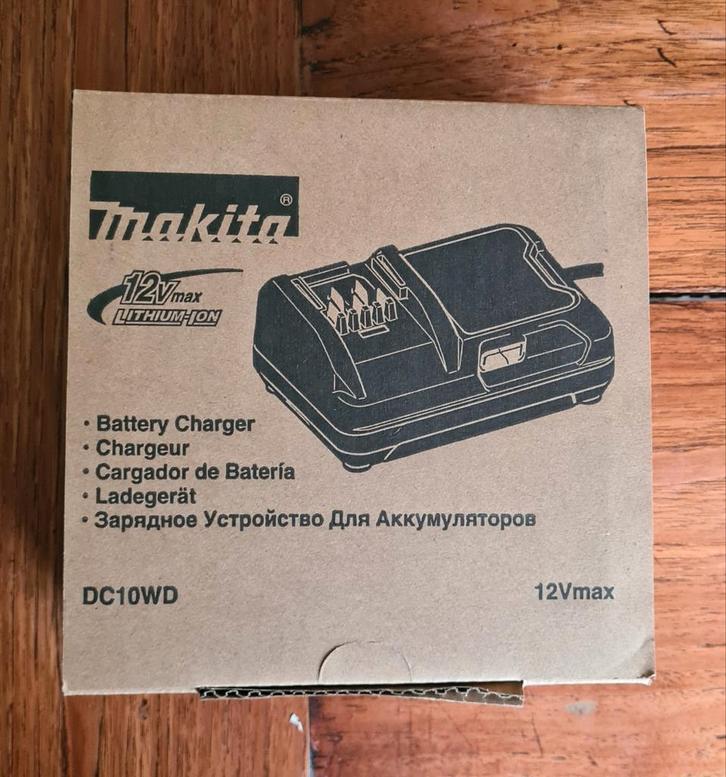 makita®
12vmax
LITHIUM-ION
• Battery Charger
• Chargeur
• Cargador de Batería
• Ladegerät
• Зарядное Устройство Для Аккумуляторов
DC10WD 12Vmax